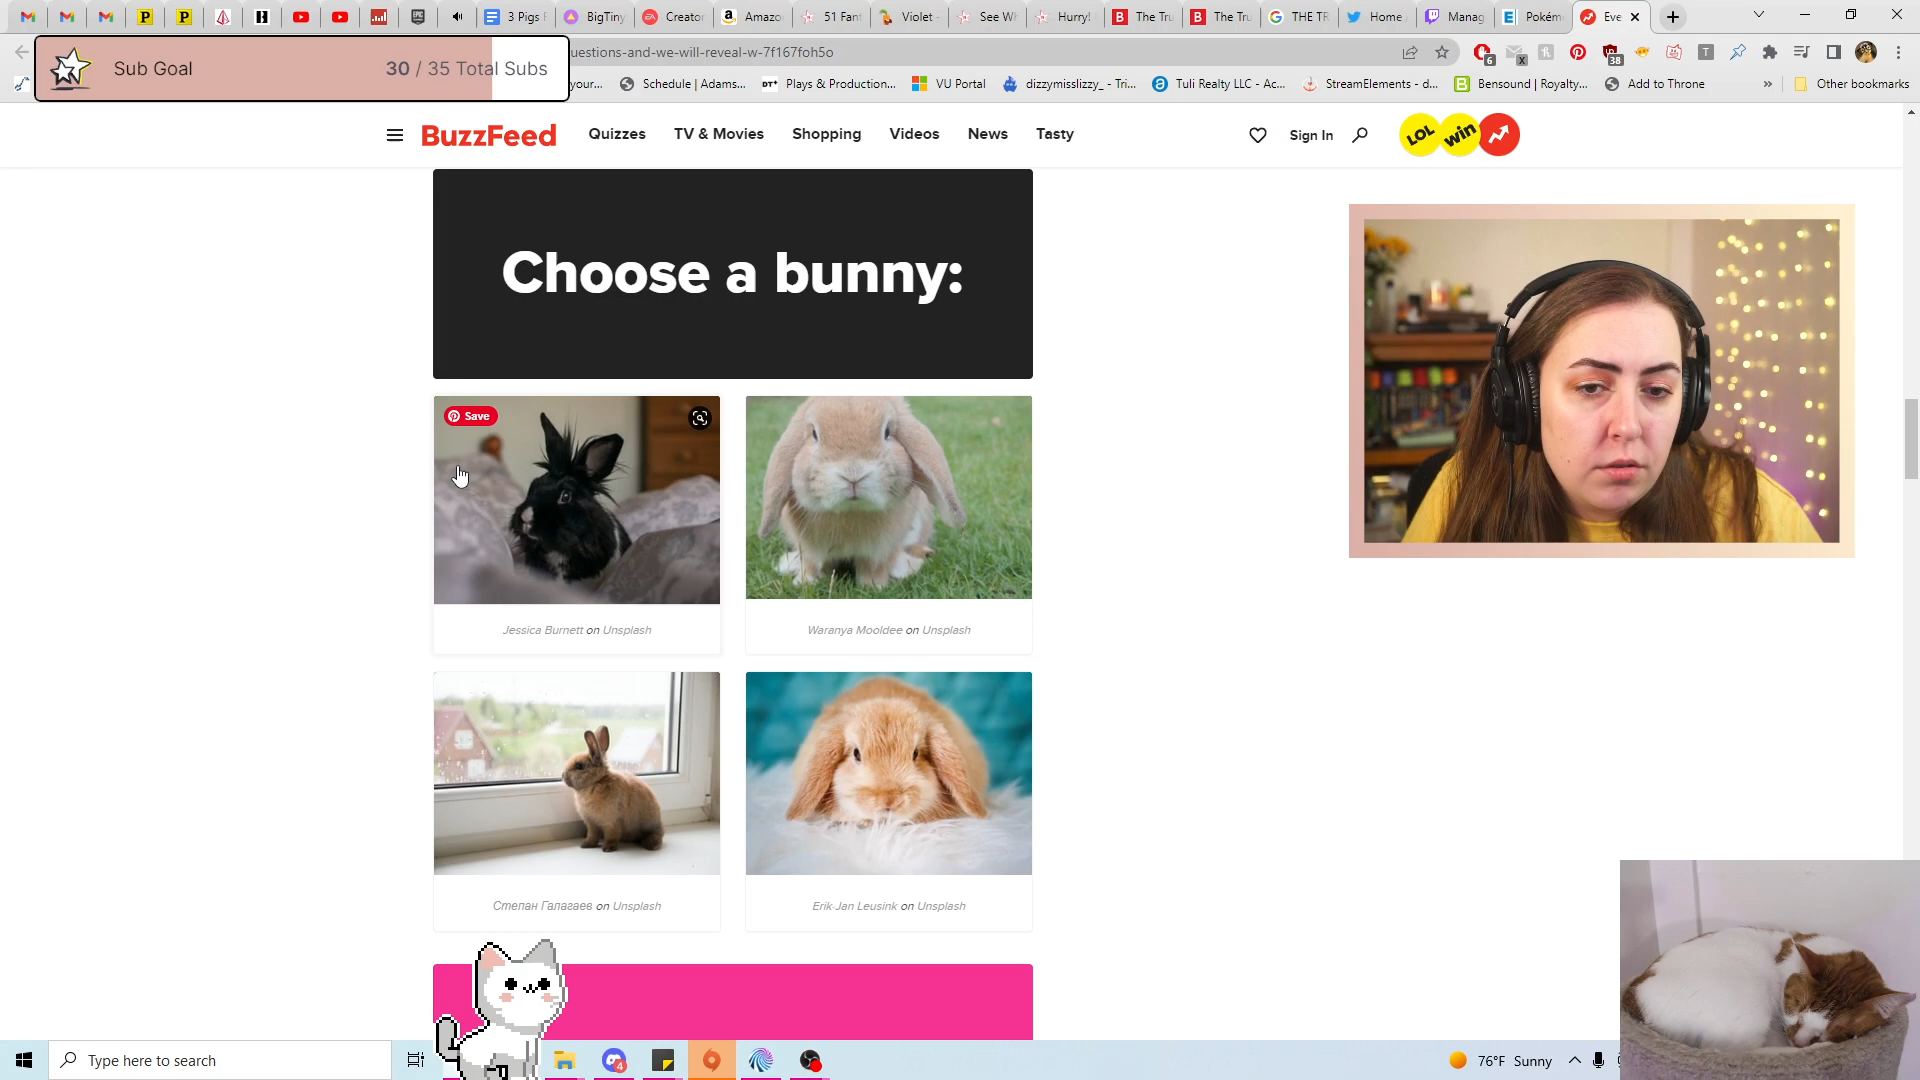 3 Pigs F
BigTiny
Creator
Amazo
51 Fant
Violet -
See Wh
Hurry!
The Tru
The Tru
THE TR
Home
Manag
Pokém
Eve
uestions-and-we-will-reveal-w-7f167foh5o
Sub Goal
30 / 35 Total Subs
your...
Schedule | Adams...
DT+ Plays & Production...
VU Portal
dizzymisslizzy_ - Tri...
Tuli Realty LLC - Ac...
StreamElements - d...
Bensound | Royalty...
Add to Throne
»
Other bookmarks
BuzzFeed
Quizzes
TV & Movies
Shopping
Videos
News
Tasty
Sign In
LOL
win
Choose a bunny:
Save
Jessica Burnett on Unsplash
Waranya Mooldee on Unsplash
Степан Галагаев on Unsplash
Erik-Jan Leusink on Unsplash
Type here to search
4
76°F Sunny